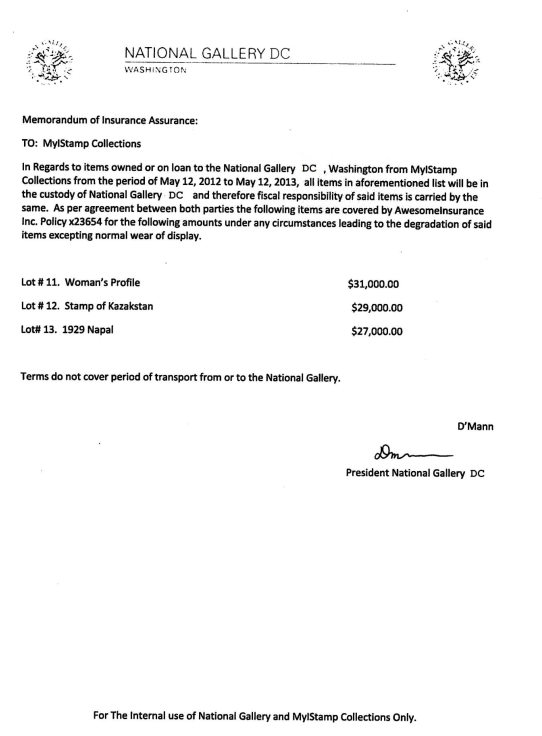 NATIONAL GALLERY DC
WASHINGTON
Memorandum of Insurance Assurance:
TO: MyIStamp Collections
In Regards to items owned or on loan to the National Gallery DC , Washington from MyIStamp
Collections from the period of May 12, 2012 to May 12, 2013, all items in aforementioned list will be in
the custody of National Gallery DC and therefore fiscal responsibility of said items is carried by the
same. As per agreement between both parties the following items are covered by AwesomeInsurance
Inc. Policy x23654 for the following amounts under any circumstances leading to the degradation of said
items excepting normal wear of display.
Lot # 11. Woman's Profile $31,000.00
Lot # 12. Stamp of Kazakstan $29,000.00
Lot# 13. 1929 Napal $27,000.00
Terms do not cover period of transport from or to the National Gallery.
D'Mann
President National Gallery DC
For The Internal use of National Gallery and MyIStamp Collections Only.